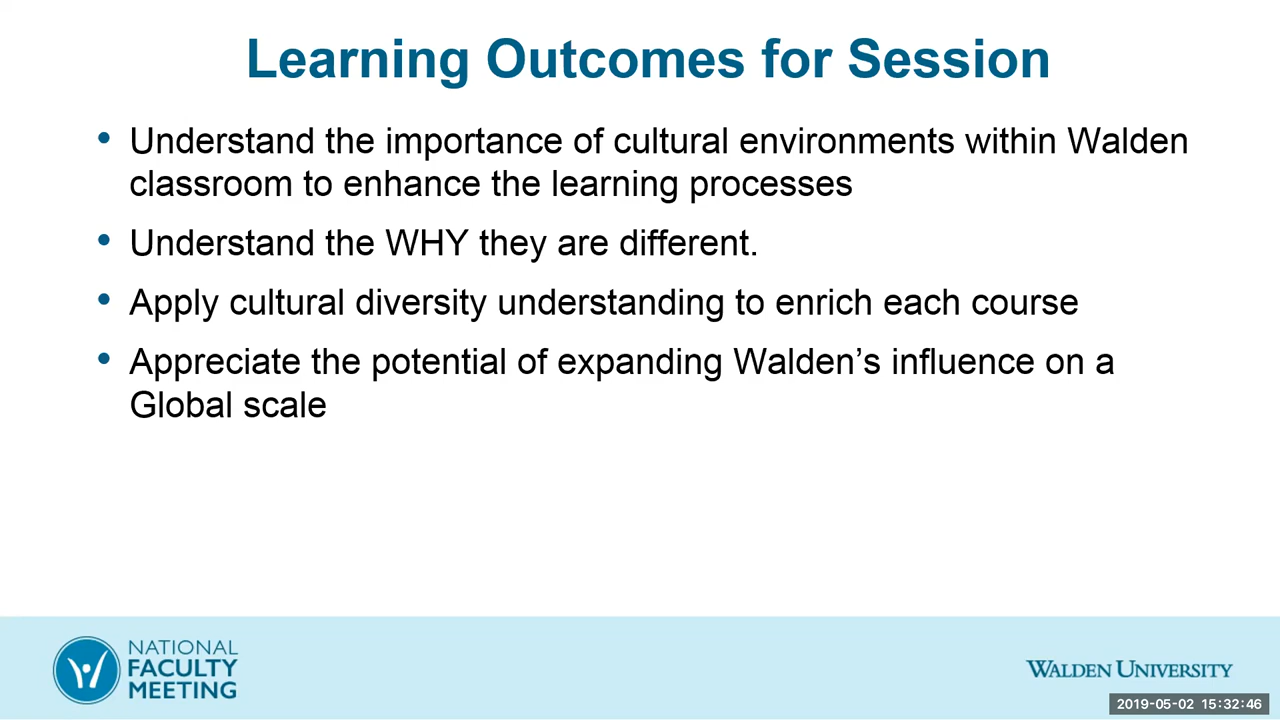 Learning Outcomes for Session
• Understand the importance of cultural environments within Walden
classroom to enhance the learning processes
• Understand the WHY they are different.
• Apply cultural diversity understanding to enrich each course
• Appreciate the potential of expanding Walden’s influence on a
Global scale
NATIONAL
FACULTY
MEETING
WALDEN UNIVERSITY
2019-05-02 15:32:46